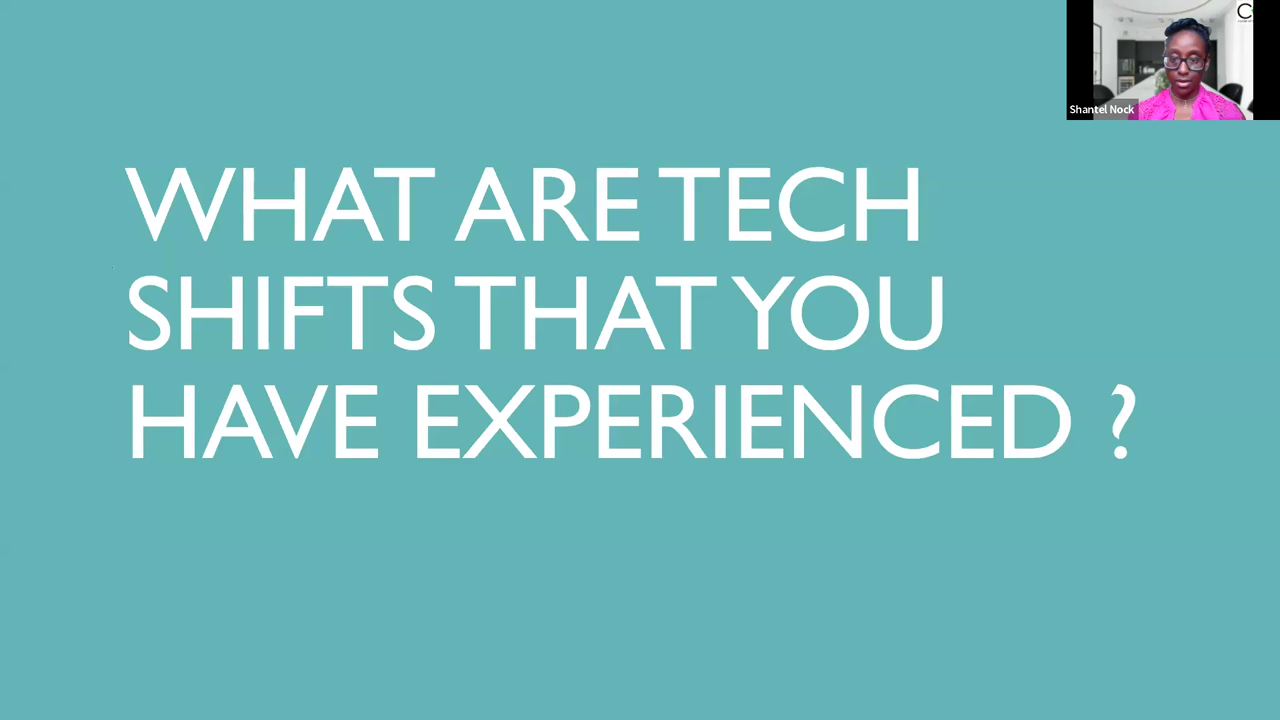 WHAT ARE TECH
SHIFTS THAT YOU
HAVE EXPERIENCED ?
Shantel Nock